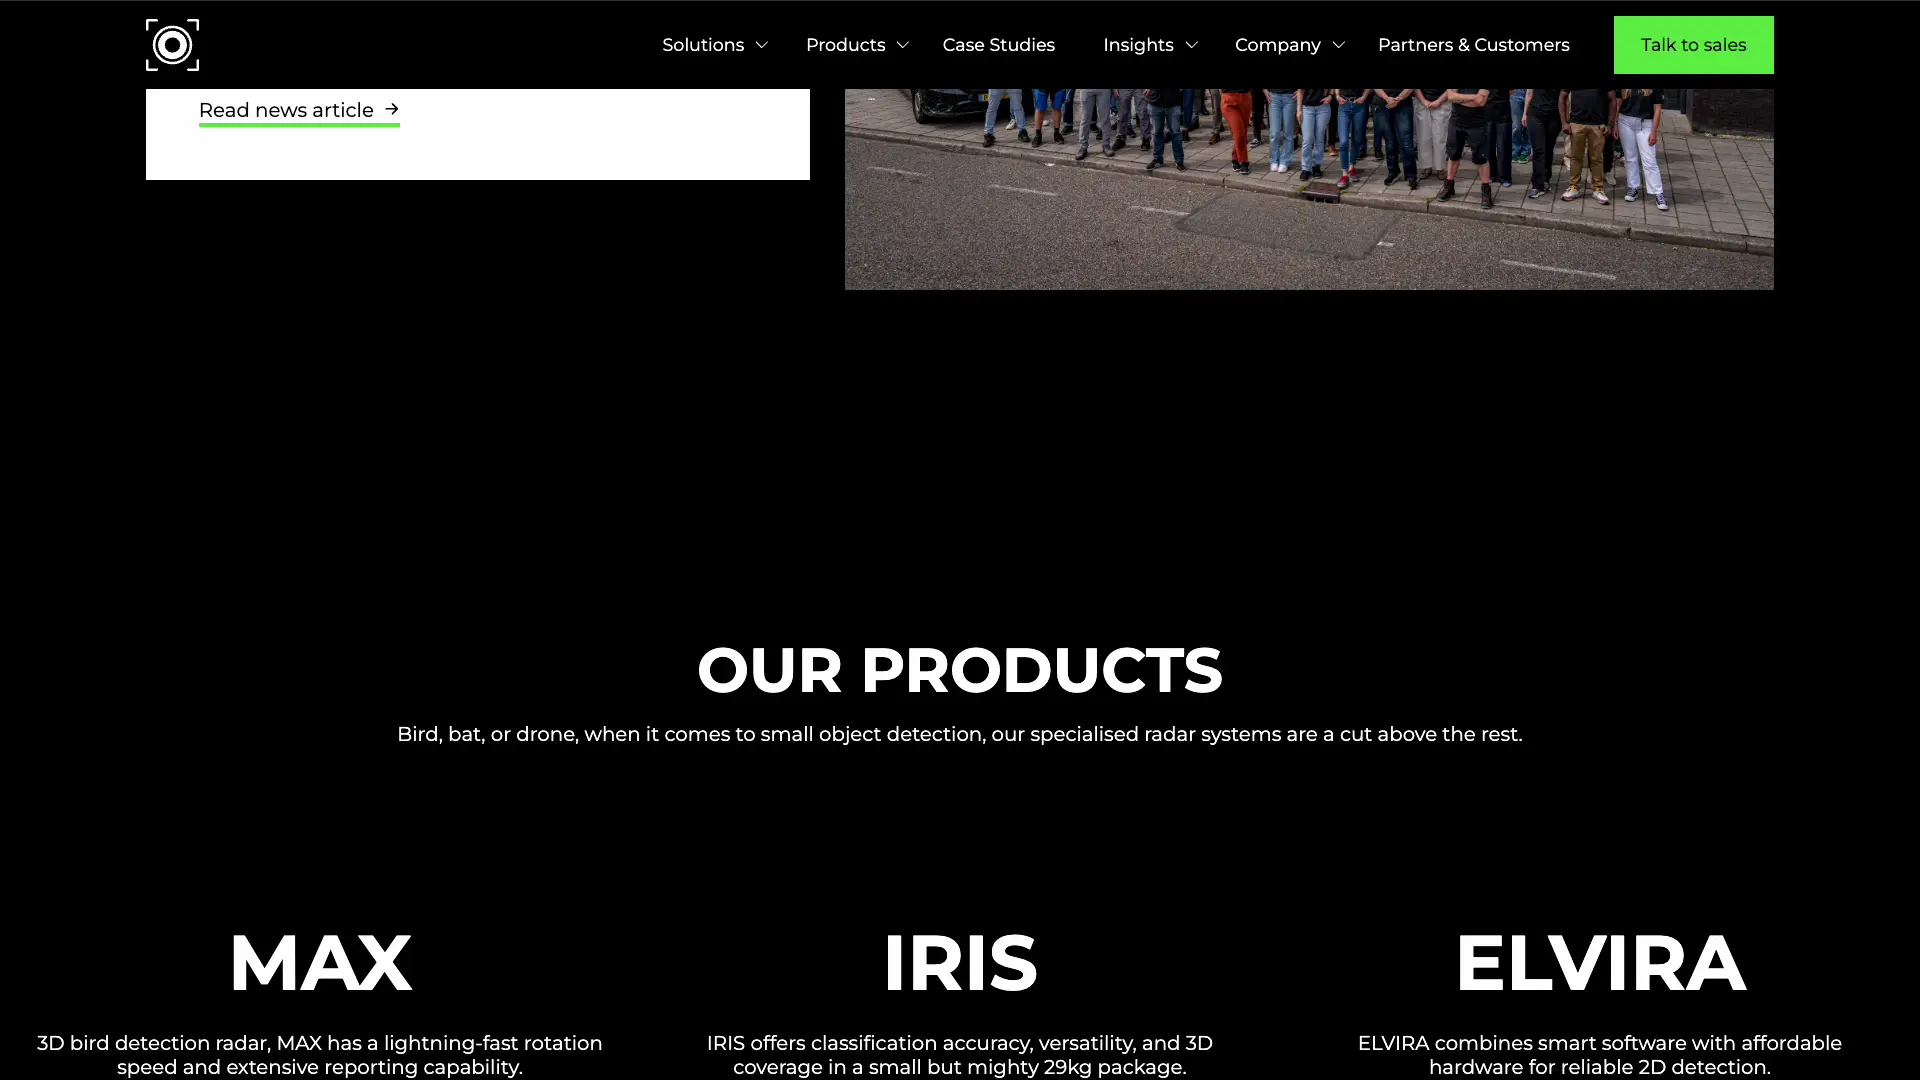 Solutions
Products
Case Studies
Insights
Company
Partners & Customers
Talk to sales
Read news article
OUR PRODUCTS
Bird, bat, or drone, when it comes to small object detection, our specialised radar systems are a cut above the rest.
MAX
3D bird detection radar, MAX has a lightning-fast rotation
speed and extensive reporting capability.
IRIS
IRIS offers classification accuracy, versatility, and 3D
coverage in a small but mighty 29kg package.
ELVIRA
ELVIRA combines smart software with affordable
hardware for reliable 2D detection.